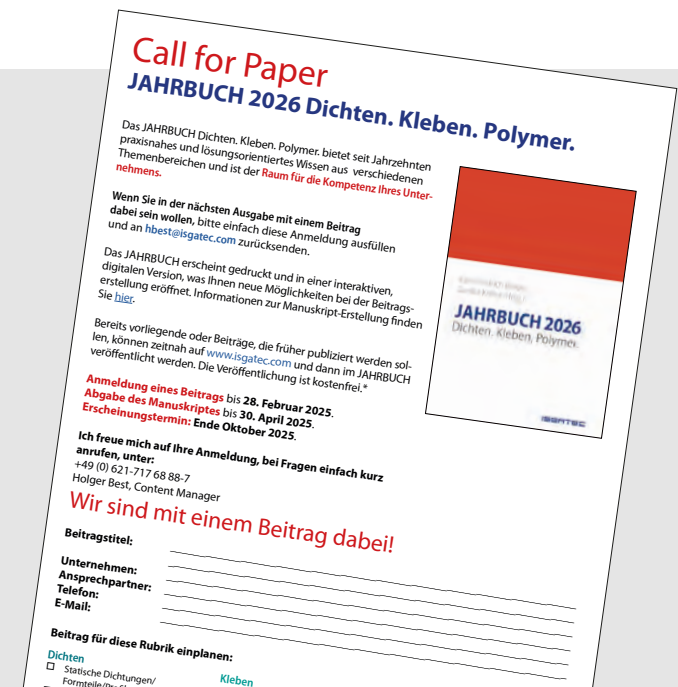 Call for Paper
JAHRBUCH 2026 Dichten. Kleben. Polymer.
Das JAHRBUCH Dichten. Kleben. Polymer. bietet seit Jahrzehnten
praxisnahes und lösungsorientiertes Wissen aus verschiedenen
Themenbereichen und ist der Raum für die Kompetenz Ihres Unter-
nehmens.
Wenn Sie in der nächsten Ausgabe mit einem Beitrag
dabei sein wollen, bitte einfach diese Anmeldung ausfüllen
und an hbest@isgatec.com zurücksenden.
Das JAHRBUCH erscheint gedruckt und in einer interaktiven,
digitalen Version, was Ihnen neue Möglichkeiten bei der Beitrags-
erstellung eröffnet. Informationen zur Manuskript-Erstellung finden
Sie hier.
Bereits vorliegende oder Beiträge, die früher publiziert werden sol-
len, können zeitnah auf www.isgatec.com und dann im JAHRBUCH
veröffentlicht werden. Die Veröffentlichung ist kostenfrei.*
Anmeldung eines Beitrags bis 28. Februar 2025.
Abgabe des Manuskriptes bis 30. April 2025.
Erscheinungstermin: Ende Oktober 2025.
Ich freue mich auf Ihre Anmeldung, bei Fragen einfach kurz
anrufen, unter:
+49 (0) 621-717 68 88-7
Holger Best, Content Manager
JAHRBUCH 2026
Dichten. Kleben. Polymer.
ISGATEC
Wir sind mit einem Beitrag dabei!
Beitragstitel:
Unternehmen:
Ansprechpartner:
Telefon:
E-Mail:
Beitrag für diese Rubrik einplanen:
Dichten
Statische Dichtungen/
Kleben